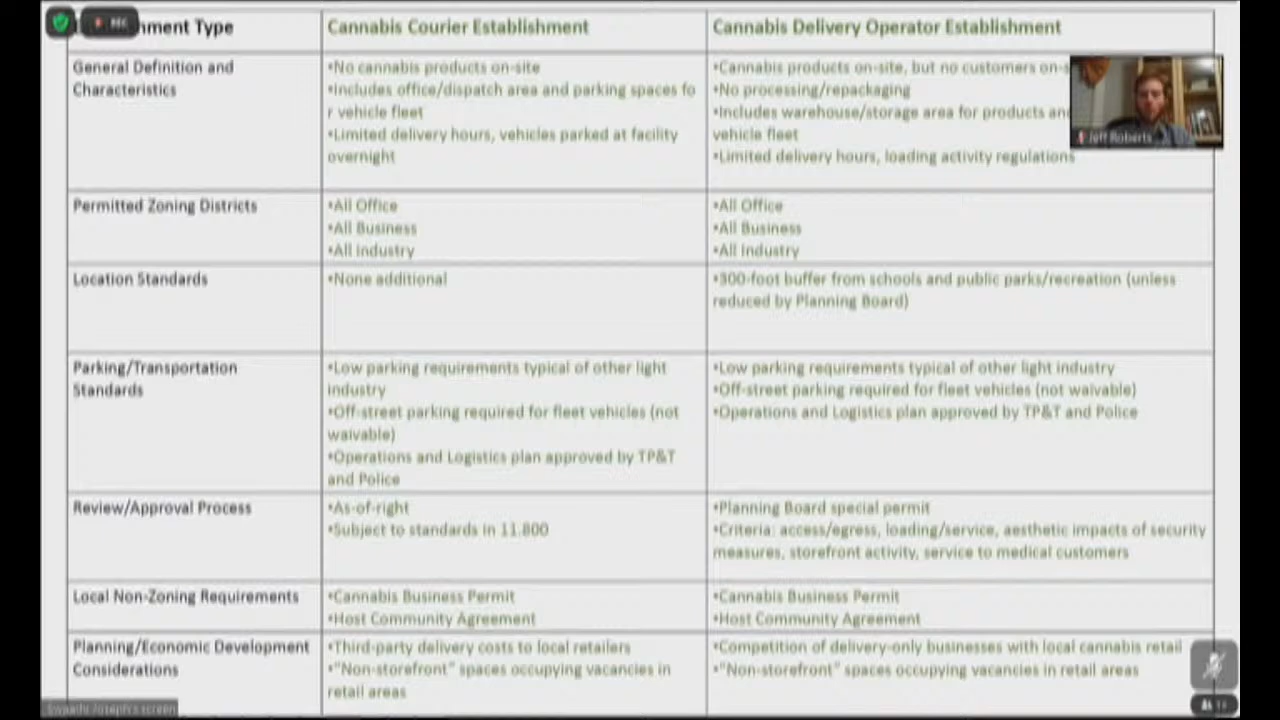 REC
nment Type
Cannabis Courier Establishment
Cannabis Delivery Operator Establishment
General Definition and
Characteristics
•No cannabis products on-site
•Includes office/dispatch area and parking spaces fo
r vehicle fleet
•Limited delivery hours, vehicles parked at facility
overnight
•Cannabis products on-site, but no customers on-s
•No processing/repackaging
•Includes warehouse/storage area for products and
vehicle fleet
•Limited delivery hours, loading activity regulations
Jeff Roberts
Permitted Zoning Districts
•All Office
•All Business
•All Industry
•All Office
•All Business
•All Industry
Location Standards
•None additional
•300-foot buffer from schools and public parks/recreation (unless
reduced by Planning Board)
Parking/Transportation
Standards
•Low parking requirements typical of other light
industry
•Off-street parking required for fleet vehicles (not
waivable)
•Operations and Logistics plan approved by TP&T
and Police
•Low parking requirements typical of other light industry
•Off-street parking required for fleet vehicles (not waivable)
•Operations and Logistics plan approved by TP&T and Police
Review/Approval Process
•As-of-right
•Subject to standards in 11.800
•Planning Board special permit
•Criteria: access/egress, loading/service, aesthetic impacts of security
measures, storefront activity, service to medical customers
Local Non-Zoning Requirements
•Cannabis Business Permit
•Host Community Agreement
•Cannabis Business Permit
•Host Community Agreement
Planning/Economic Development
Considerations
•Third-party delivery costs to local retailers
•"Non-storefront" spaces occupying vacancies in
retail areas
•Competition of delivery-only businesses with local cannabis retail
•"Non-storefront" spaces occupying vacancies in retail areas
Joseph's screen